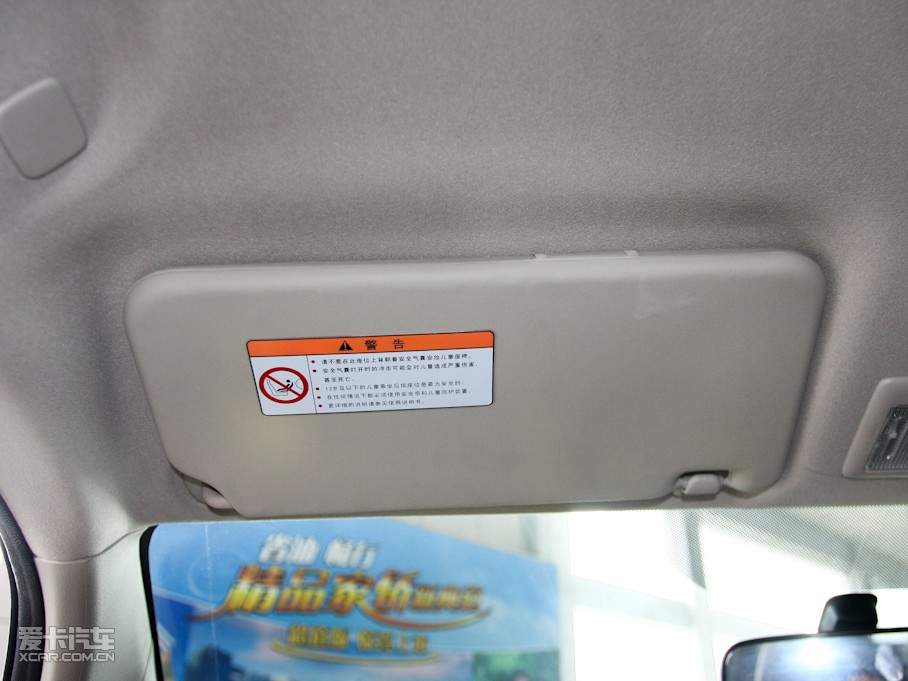 警告
请不要在此座位上背朝着安全气囊安放儿童座椅,
安全气囊打开时的冲击可能会对儿童造成严重伤害,
甚至死亡。
12岁及以下的儿童乘坐后排座位是最为安全的。
在任何情况下都必须使用安全带和儿童保护装置。
更详细的说明请参见使用说明书。
省油 畅行
精品家轿
爱卡汽车
XCAR.COM.CN